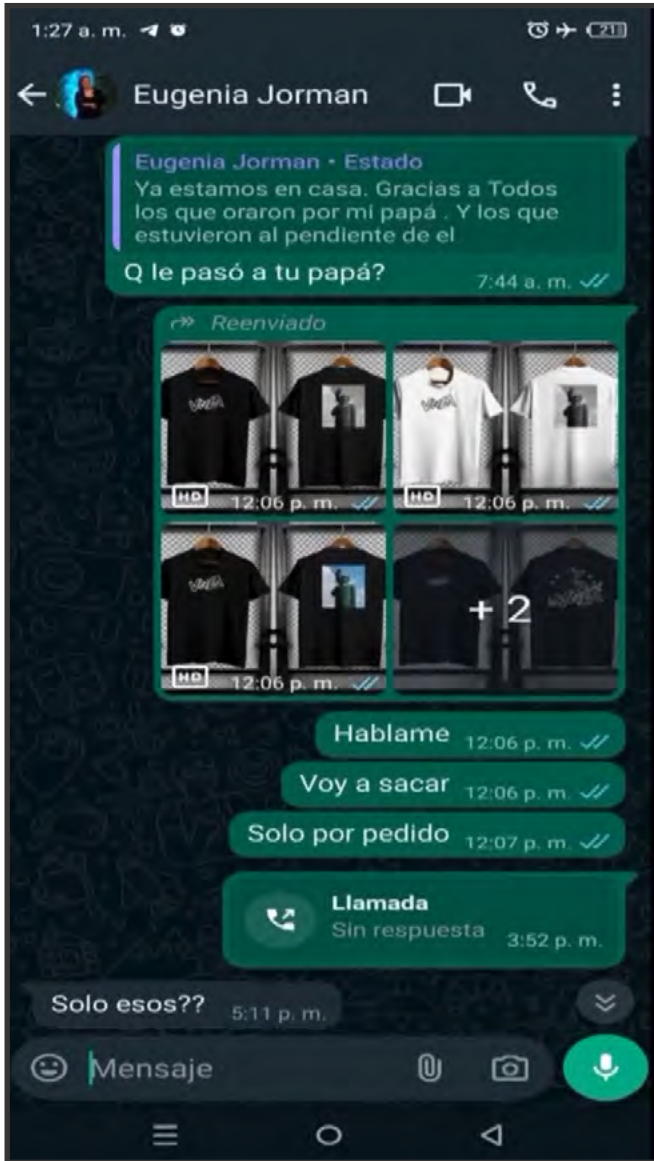 1:27 a. m.
21
Eugenia Jorman
Eugenia Jorman • Estado
Ya estamos en casa. Gracias a Todos
los que oraron por mi papá . Y los que
estuvieron al pendiente de el
Q le pasó a tu papá?
7:44 a. m.
Reenviado
HD 12:06 p. m.
HD 12:06 p. m.
HD 12:06 p. m.
+ 2
Hablame 12:06 p. m.
Voy a sacar 12:06 p. m.
Solo por pedido 12:07 p. m.
Llamada
Sin respuesta 3:52 p. m.
Solo esos?? 5:11 p. m.
Mensaje